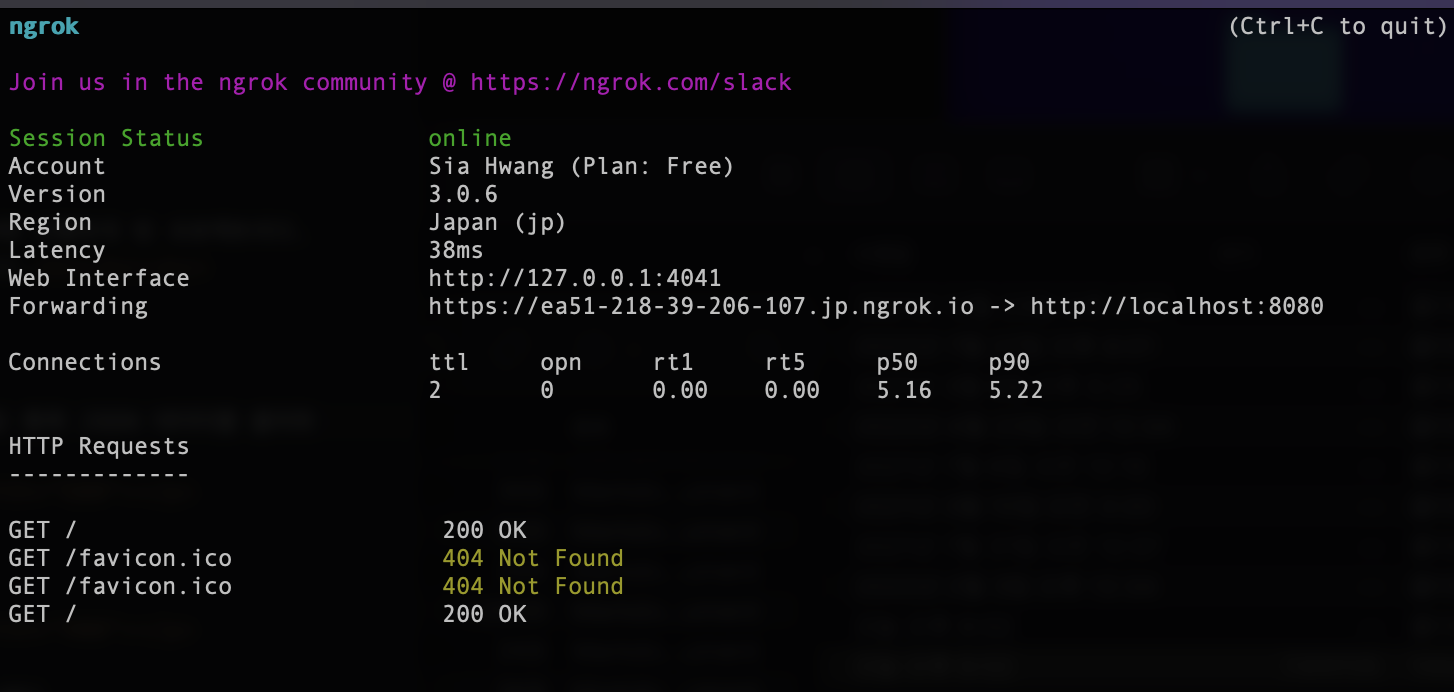 ngrok (Ctrl+C to quit)
Join us in the ngrok community @ https://ngrok.com/slack
Session Status online
Account Sia Hwang (Plan: Free)
Version 3.0.6
Region Japan (jp)
Latency 38ms
Web Interface http://127.0.0.1:4041
Forwarding https://ea51-218-39-206-107.jp.ngrok.io -> http://localhost:8080
Connections ttl opn rt1 rt5 p50 p90
2 0 0.00 0.00 5.16 5.22
HTTP Requests
-------------
GET / 200 OK
GET /favicon.ico 404 Not Found
GET /favicon.ico 404 Not Found
GET / 200 OK